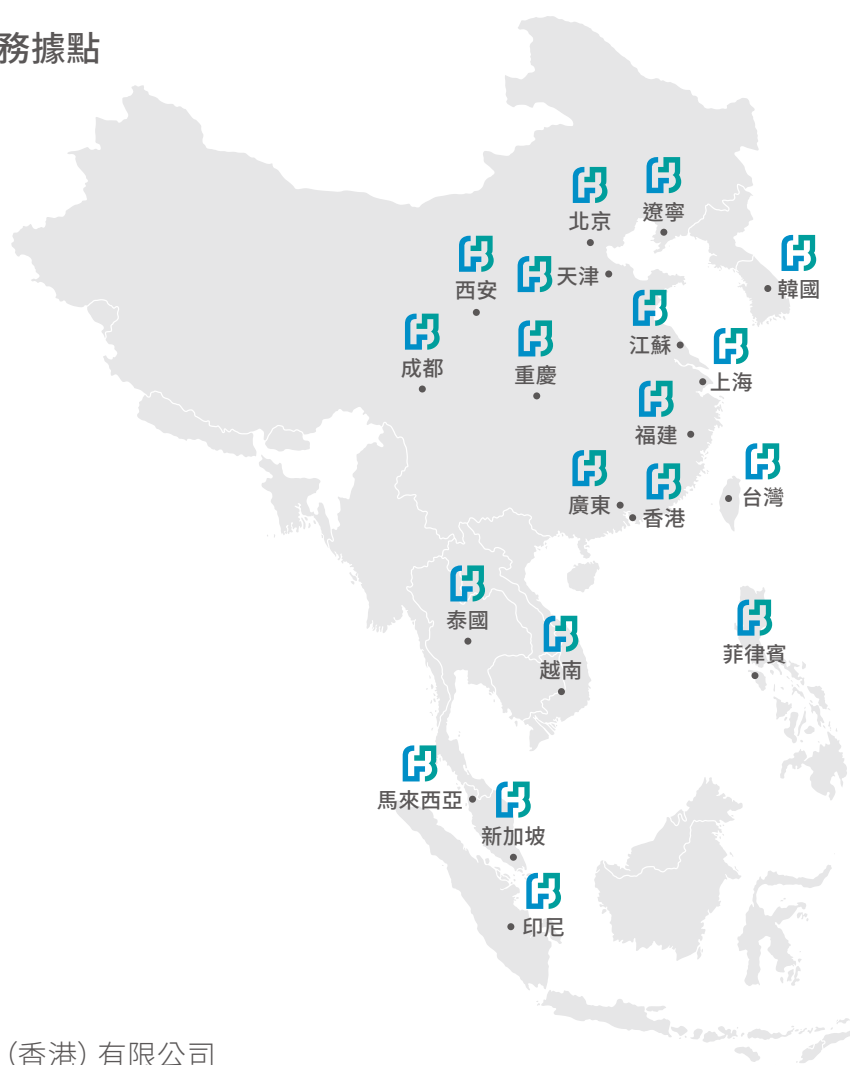 務據點
北京
遼寧
西安
天津
韓國
江蘇
成都
重慶
上海
福建
台灣
廣東
香港
泰國
菲律賓
越南
馬來西亞
新加坡
印尼
(香港) 有限公司